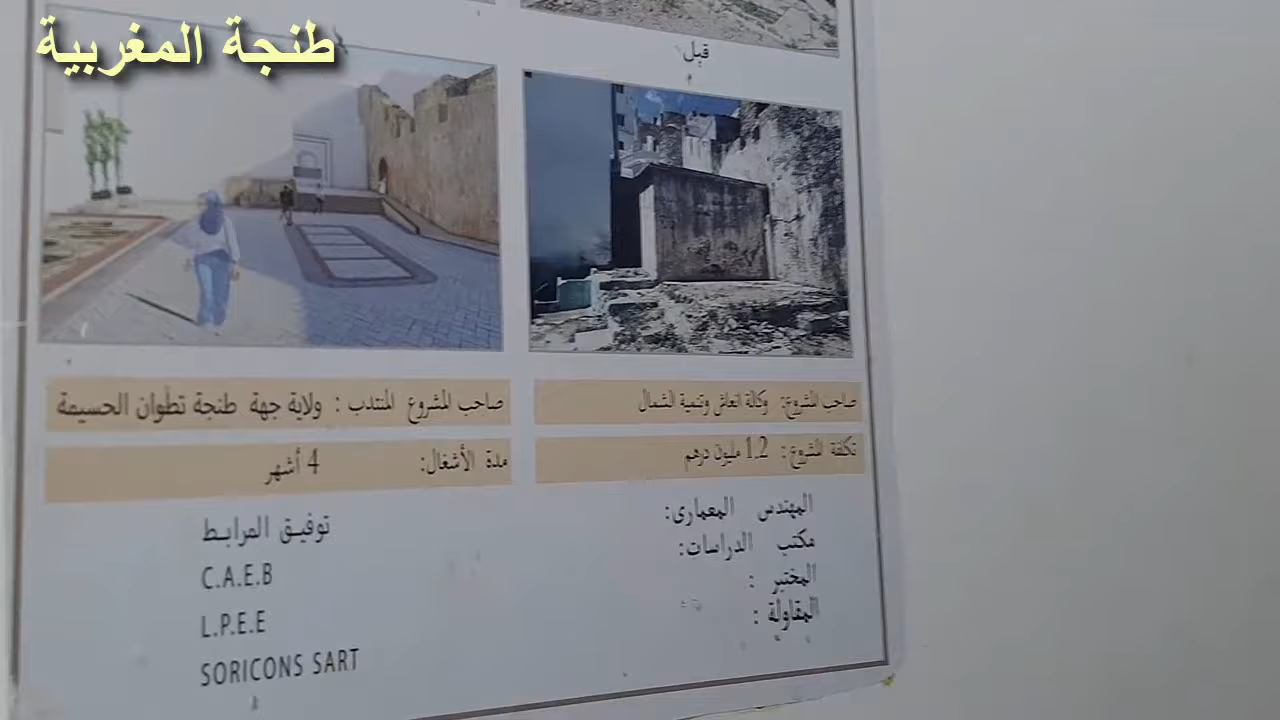 طنجة المغربية
قبل
صاحب المشروع: وكالة انعاش وتنمية الشمال
صاحب المشروع المنتدب : ولاية جهة طنجة تطوان الحسيمة
تكلفة المشروع : 1.2 مليون درهم
مدة الأشغال: 4 أشهر
المهندس المعماري: توفيق المرابط
مكتب الدراسات: C.A.E.B
المختبر : L.P.E.E
المقاولة : SORICONS SART